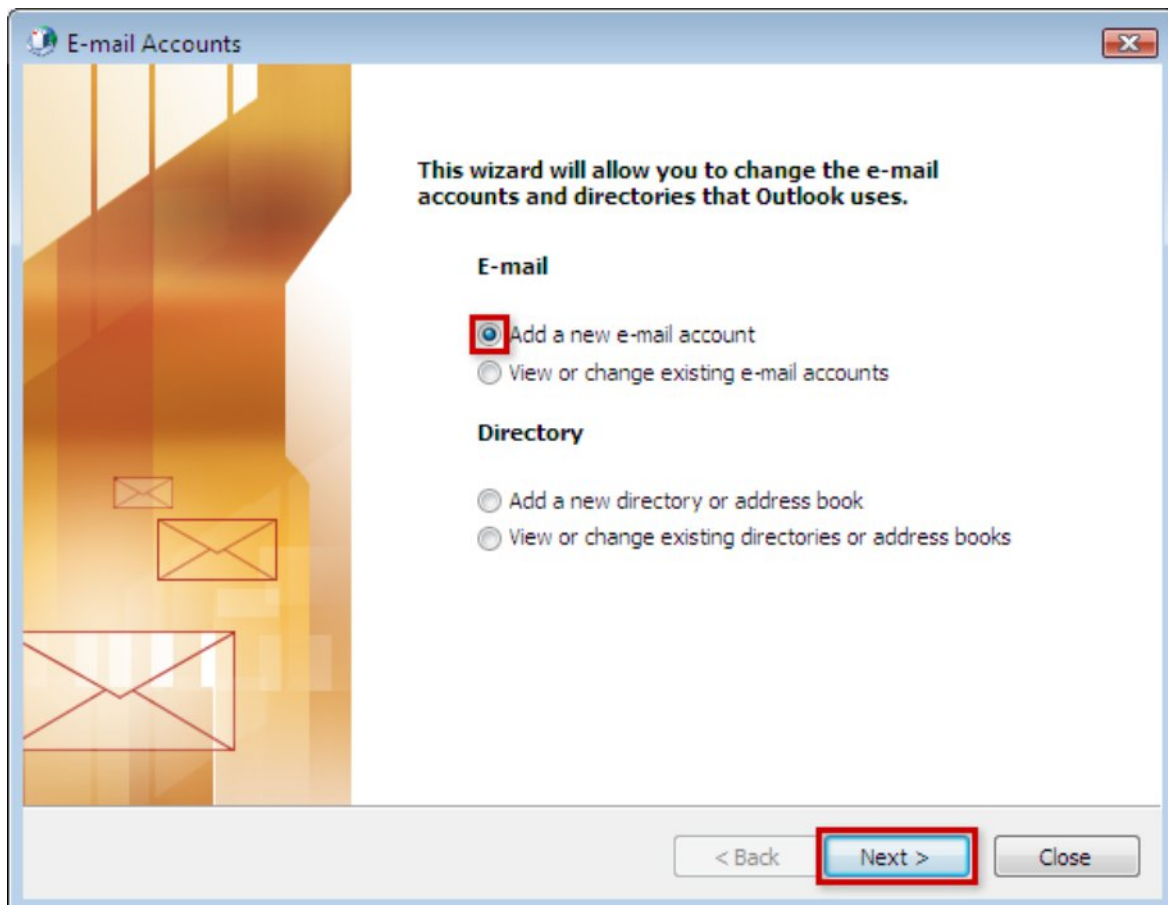 E-mail Accounts
This wizard will allow you to change the e-mail
accounts and directories that Outlook uses.
E-mail
Add a new e-mail account
View or change existing e-mail accounts
Directory
Add a new directory or address book
View or change existing directories or address books
< Back
Next >
Close